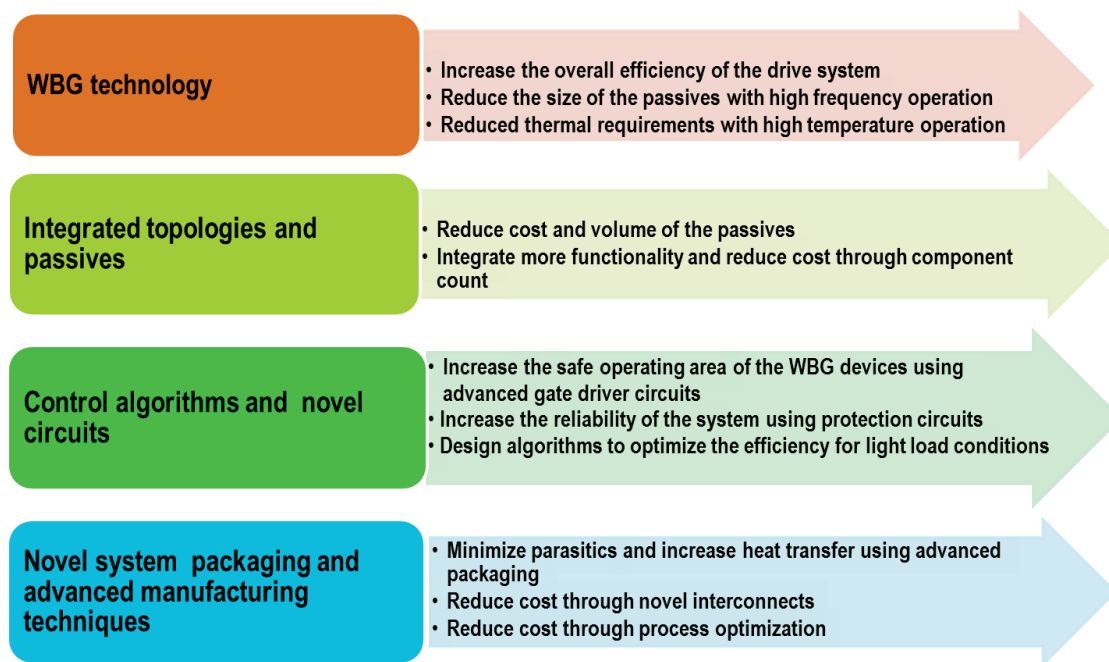 WBG technology
• Increase the overall efficiency of the drive system
• Reduce the size of the passives with high frequency operation
• Reduced thermal requirements with high temperature operation
Integrated topologies and
passives
• Reduce cost and volume of the passives
• Integrate more functionality and reduce cost through component
count
Control algorithms and novel
circuits
• Increase the safe operating area of the WBG devices using
advanced gate driver circuits
• Increase the reliability of the system using protection circuits
• Design algorithms to optimize the efficiency for light load conditions
Novel system packaging and
advanced manufacturing
techniques
• Minimize parasitics and increase heat transfer using advanced
packaging
• Reduce cost through novel interconnects
• Reduce cost through process optimization